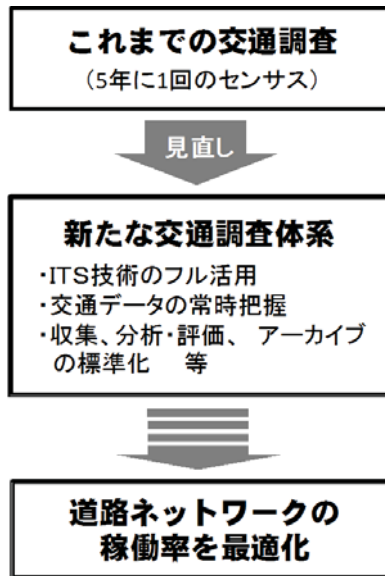 これまでの交通調査
（5年に1回のセンサス）
見直し
新たな交通調査体系
・ITS技術のフル活用
・交通データの常時把握
・収集、分析・評価、 アーカイブ
の標準化 等
道路ネットワークの
稼働率を最適化